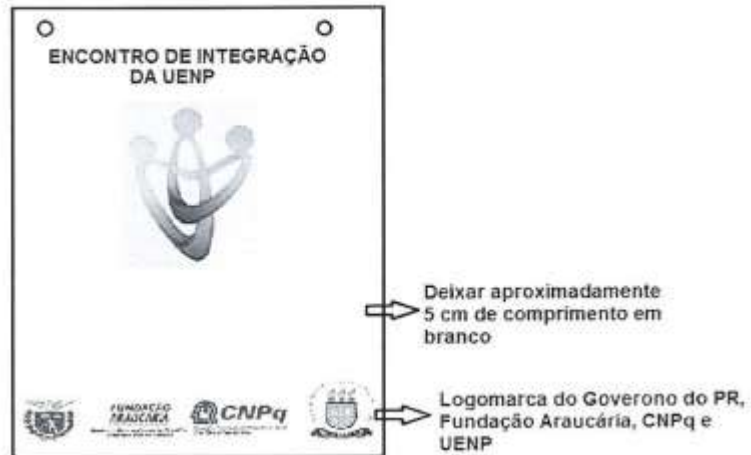 ENCONTRO DE INTEGRAÇÃO
DA UENP
Deixar aproximadamente
5 cm de comprimento em
branco
FUNDAÇÃO
ARAUCÁRIA
CNPq
Logomarca do Goverono do PR,
Fundação Araucária, CNPq e
UENP